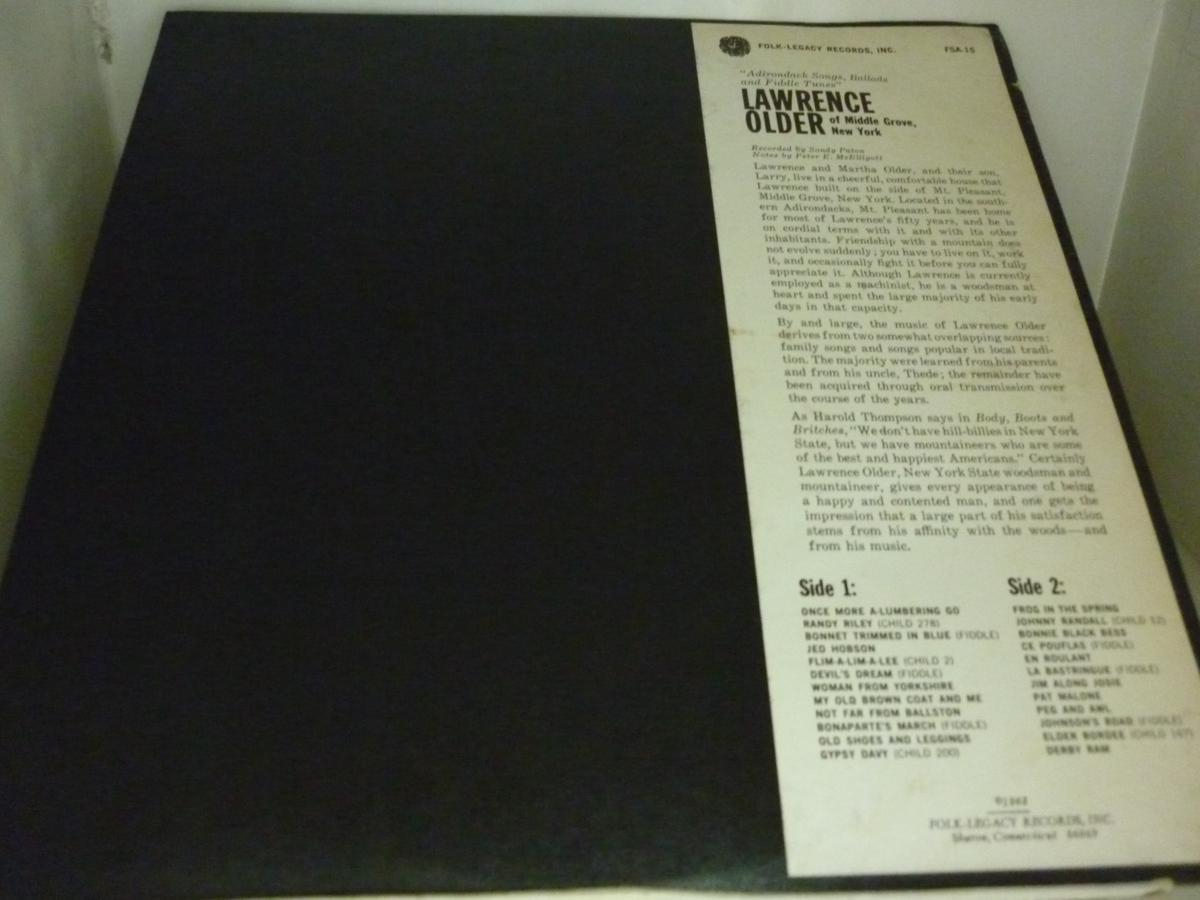 FOLK-LEGACY RECORDS, INC. FSA-15
"Adirondack Songs, Ballads
and Fiddle Tunes"
LAWRENCE
OLDER of Middle Grove,
New York
Recorded by Sandy Paton
Notes by Peter E. McElligott
Lawrence and Martha Older, and their son,
Larry, live in a cheerful, comfortable house that
Lawrence built on the side of Mt. Pleasant,
Middle Grove, New York. Located in the south-
ern Adirondacks, Mt. Pleasant has been home
for most of Lawrence's fifty years, and he is
on cordial terms with it and with its other
inhabitants. Friendship with a mountain does
not evolve suddenly; you have to live on it, work
it, and occasionally fight it before you can fully
appreciate it. Although Lawrence is currently
employed as a machinist, he is a woodsman at
heart and spent the large majority of his early
days in that capacity.
By and large, the music of Lawrence Older
derives from two somewhat overlapping sources:
family songs and songs popular in local tradi-
tion. The majority were learned from his parents
and from his uncle, Thede; the remainder have
been acquired through oral transmission over
the course of the years.
As Harold Thompson says in Body, Boots and
Britches, "We don't have hill-billies in New York
State, but we have mountaineers who are some
of the best and happiest Americans." Certainly
Lawrence Older, New York State woodsman and
mountaineer, gives every appearance of being
a happy and contented man, and one gets the
impression that a large part of his satisfaction
stems from his affinity with the woods—and
from his music.
Side 1:
ONCE MORE A-LUMBERING GO
RANDY RILEY (CHILD 278)
BONNET TRIMMED IN BLUE (FIDDLE)
JED HOBSON
FLIM-A-LIM-A-LEE (CHILD 2)
DEVIL'S DREAM (FIDDLE)
WOMAN FROM YORKSHIRE
MY OLD BROWN COAT AND ME
NOT FAR FROM BALLSTON
BONAPARTE'S MARCH (FIDDLE)
OLD SHOES AND LEGGINGS
GYPSY DAVY (CHILD 200)
Side 2:
FROG IN THE SPRING
JOHNNY RANDALL (CHILD 12)
BONNIE BLACK BESS
CE POUFLAS (FIDDLE)
EN ROULANT
LA BASTRINGUE (FIDDLE)
JIM ALONG JOSIE
PAT MALONE
PEG AND AWL
JOHNSON'S ROAD (FIDDLE)
ELDER BORDEE (CHILD 167)
DERBY RAM
FOLK-LEGACY RECORDS, INC.
Sharon, Connecticut 06069